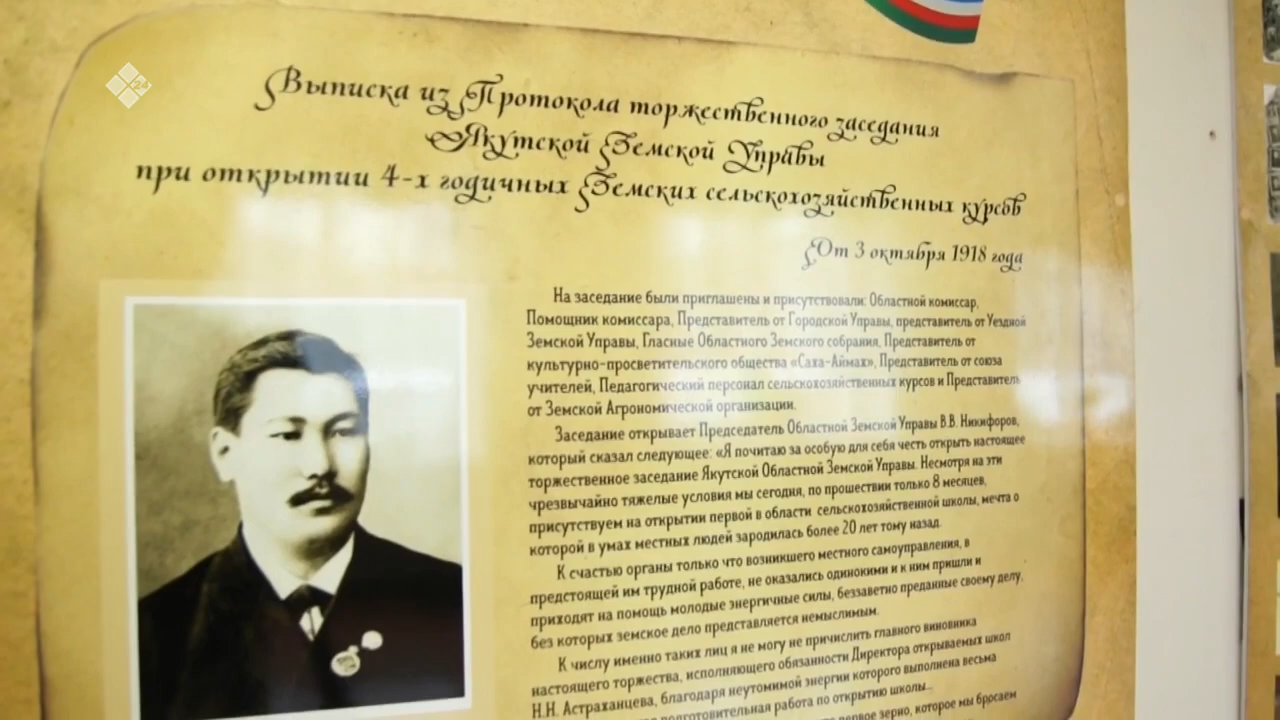 24
Выписка из Протокола торжественного заседания
Якутской Земской Управы
при открытии 4-х годичных Земских сельскохозяйственных курсов
От 3 октября 1918 года
На заседание были приглашены и присутствовали: Областной комиссар,
Помощник комиссара, Представитель от Городской Управы, представитель от Уездной
Земской Управы, Гласные Областного Земского собрания, Представитель от
культурно-просветительского общества «Саха-Аймах», Представитель от союза
учителей, Педагогический персонал сельскохозяйственных курсов и Представитель
от Земской Агрономической организации.
Заседание открывает Председатель Областной Земской Управы В.В. Никифоров,
который сказал следующее: «Я почитаю за особую для себя честь открыть настоящее
торжественное заседание Якутской Областной Земской Управы. Несмотря на эти
чрезвычайно тяжелые условия мы сегодня, по прошествии только 8 месяцев,
присутствуем на открытии первой в области сельскохозяйственной школы, мечта о
которой в умах местных людей зародилась более 20 лет тому назад.
К счастью органы только что возникшего местного самоуправления, в
предстоящей им трудной работе, не оказались одинокими и к ним пришли и
приходят на помощь молодые энергичные силы, беззаветно преданные своему делу,
без которых земское дело представляется немыслимым.
К числу именно таких лиц я не могу не причислить главного виновника
настоящего торжества, исполняющего обязанности Директора открываемых школ
Н.Н. Астраханцева, благодаря неутомимой энергии которого выполнена весьма
подготовительная работа по открытию школы...
первое зерно, которое мы бросаем